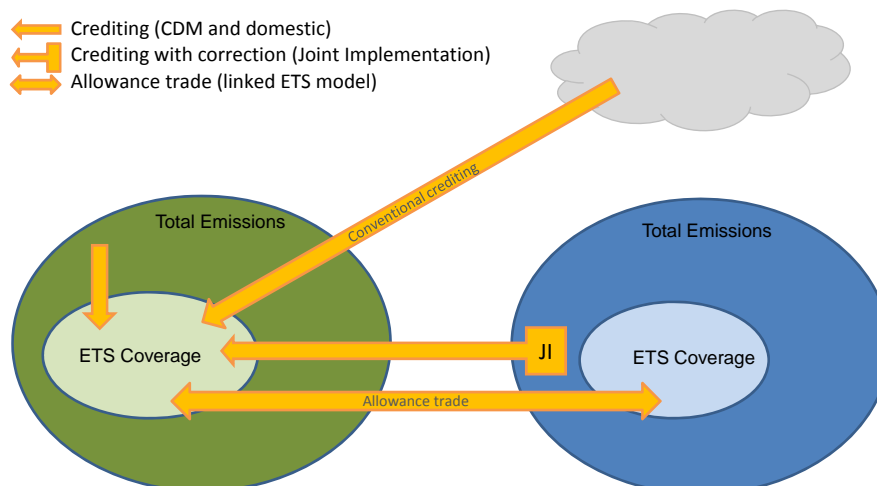 Crediting (CDM and domestic)
Crediting with correction (Joint Implementation)
Allowance trade (linked ETS model)
Conventional crediting
Total Emissions
Total Emissions
ETS Coverage
JI
ETS Coverage
Allowance trade